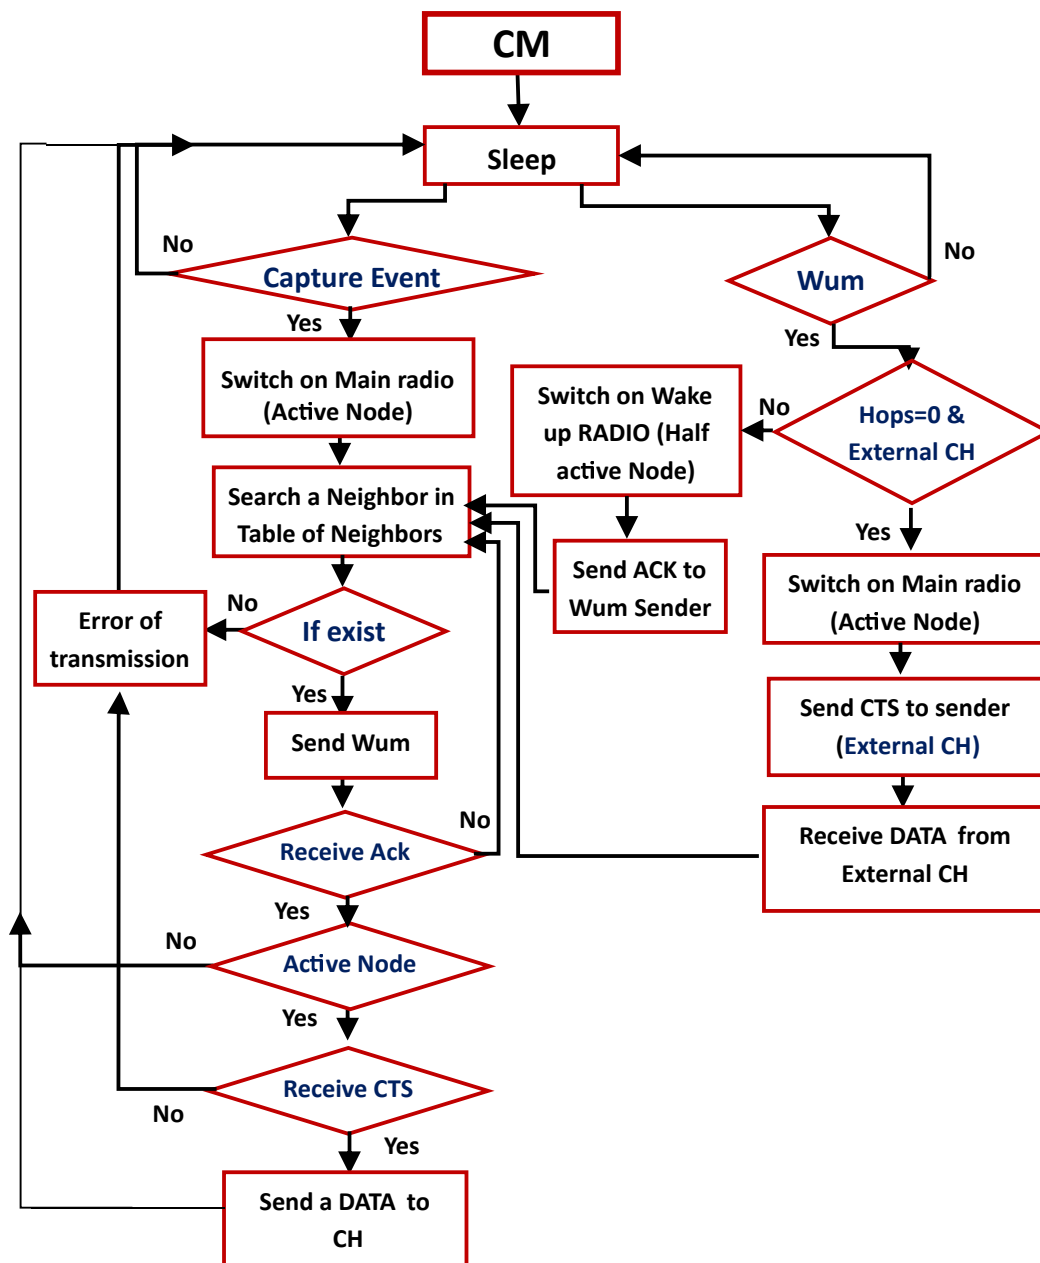 CM
Sleep
No
Capture Event
Wum
No
Yes
Yes
Switch on Main radio
(Active Node)
Switch on Wake
up RADIO (Half
active Node)
No
Hops=0 &
External CH
Search a Neighbor in
Table of Neighbors
Yes
Send ACK to
Wum Sender
Switch on Main radio
(Active Node)
Error of
transmission
No
If exist
Yes
Send CTS to sender
(External CH)
Send Wum
No
Receive Ack
Receive DATA from
External CH
Yes
No
Active Node
Yes
Receive CTS
No
Yes
Send a DATA to
CH